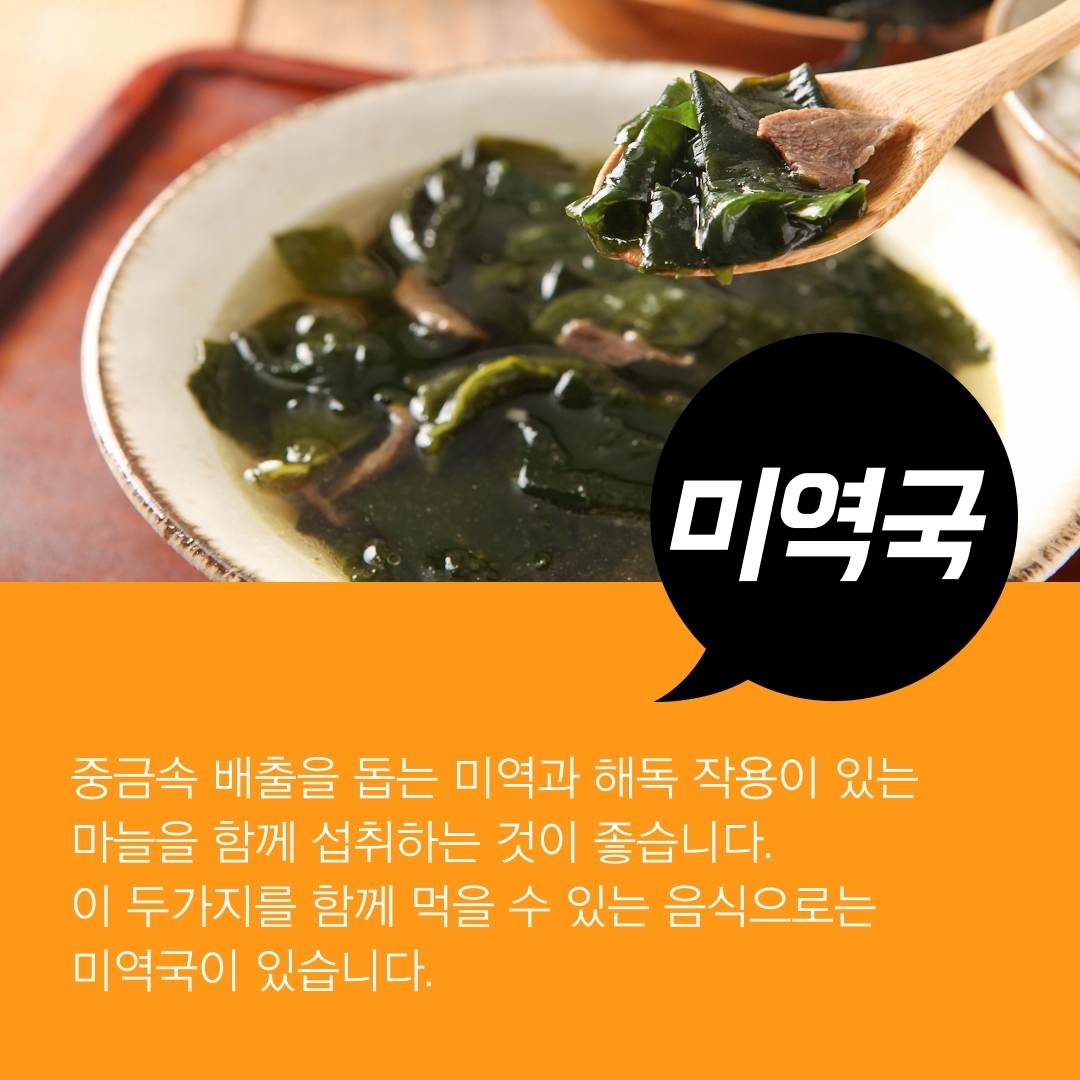 미역국
중금속 배출을 돕는 미역과 해독 작용이 있는
마늘을 함께 섭취하는 것이 좋습니다.
이 두가지를 함께 먹을 수 있는 음식으로는
미역국이 있습니다.